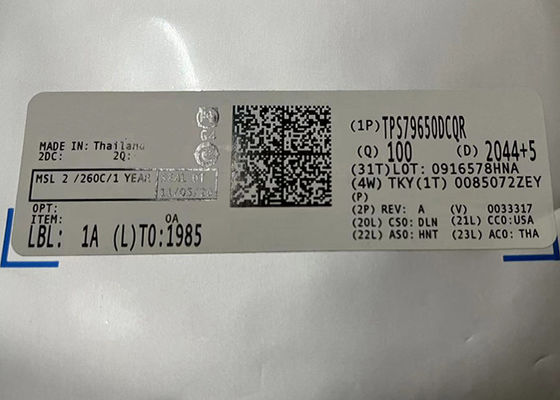 MADE IN: Thailand
2DC: 2Q:
MSL 2 /260C/1 YEAR
OPT:
ITEM: 0A
LBL: 1A (L)TO:1985
(1P)TPS79650DCQR
(Q) 100 (D) 2044+5
(31T)LOT: 0916578HNA
(4W) TKY(1T) 0085072ZEY
(P)
(2P) REV: A (V) 0033317
(20L) CSO: DLN (21L) CCO:USA
(22L) ASO: HNT (23L) ACO: THA